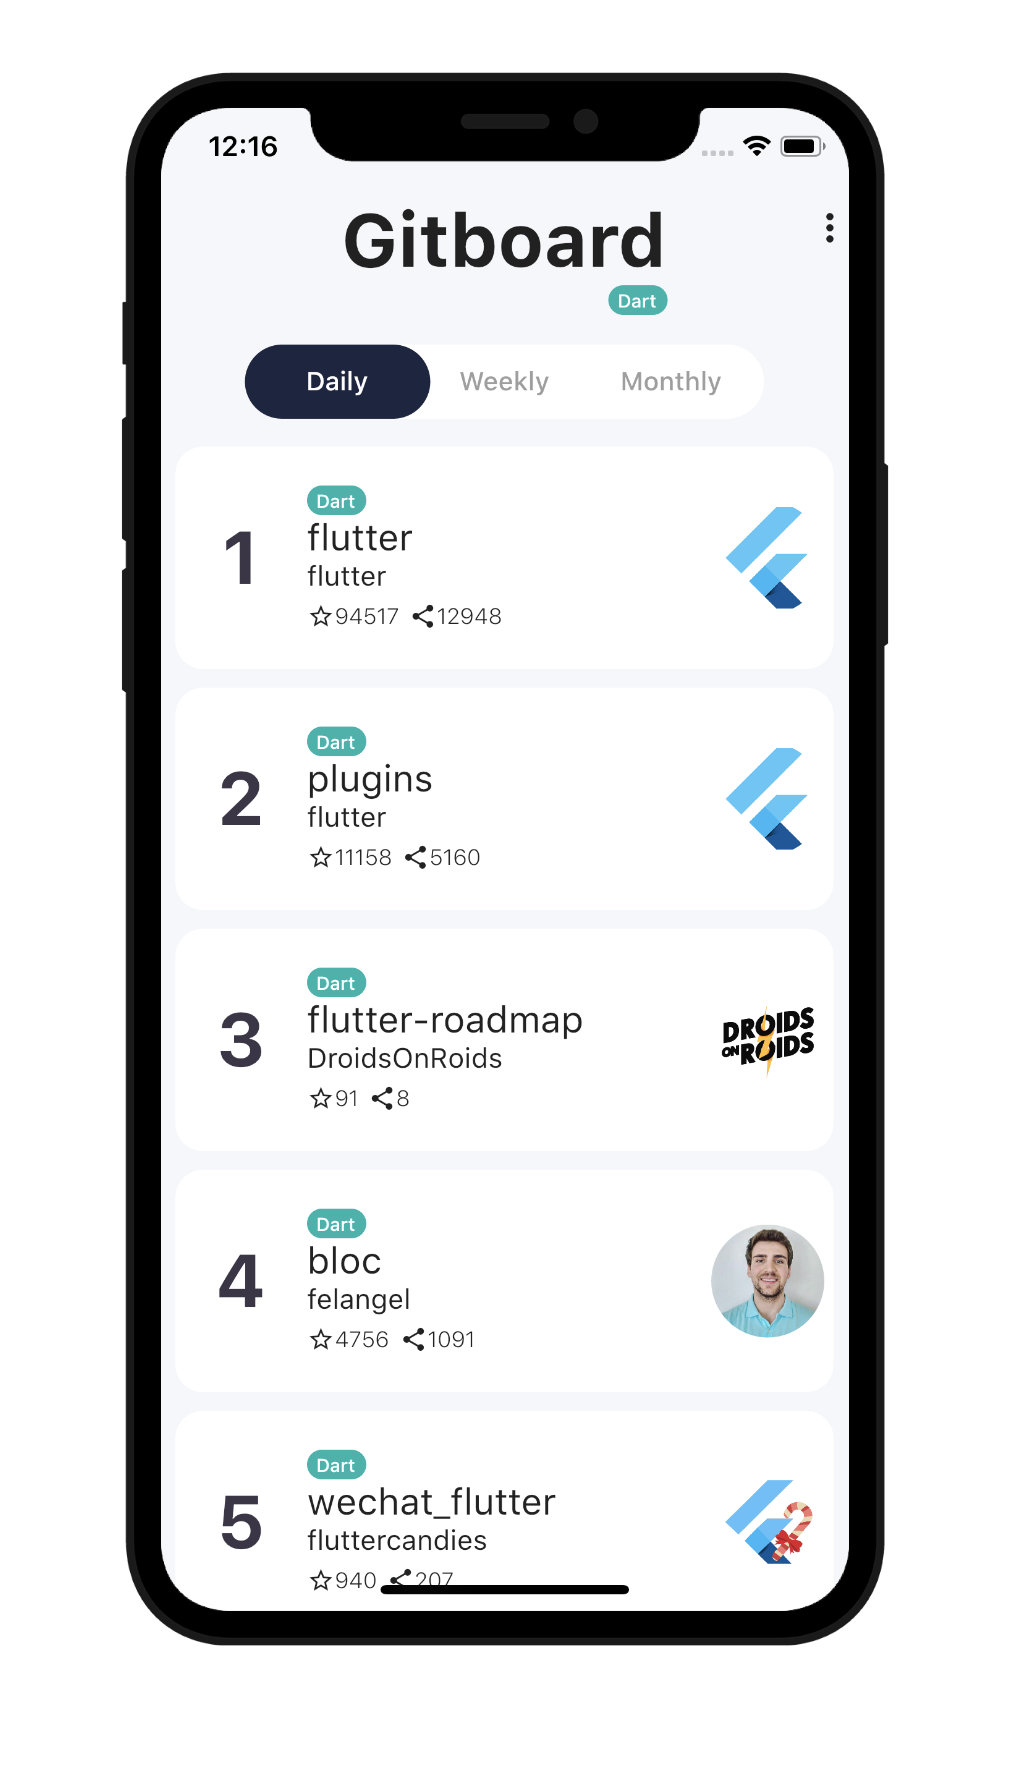 12:16
Gitboard
Dart
Daily Weekly Monthly
1
Dart
flutter
flutter
94517 12948
2
Dart
plugins
flutter
11158 5160
3
Dart
flutter-roadmap
DroidsOnRoids
91 8
DROIDS
ON ROIDS
4
Dart
bloc
felangel
4756 1091
5
Dart
wechat_flutter
fluttercandies
940 207